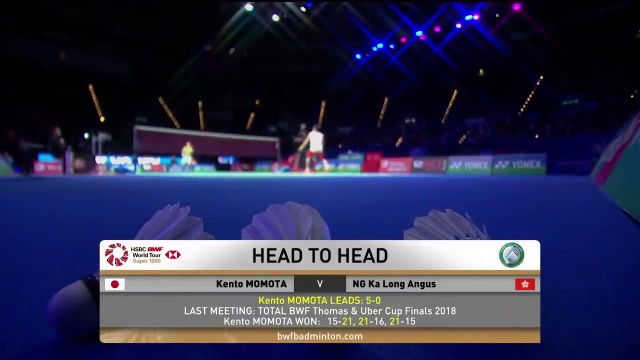 HSBC BWF
World Tour
Super 1000
HEAD TO HEAD
Kento MOMOTA V NG Ka Long Angus
Kento MOMOTA LEADS: 5-0
LAST MEETING: TOTAL BWF Thomas & Uber Cup Finals 2018
Kento MOMOTA WON: 15-21, 21-16, 21-15
bwfbadminton.com
YONEX
YONEX